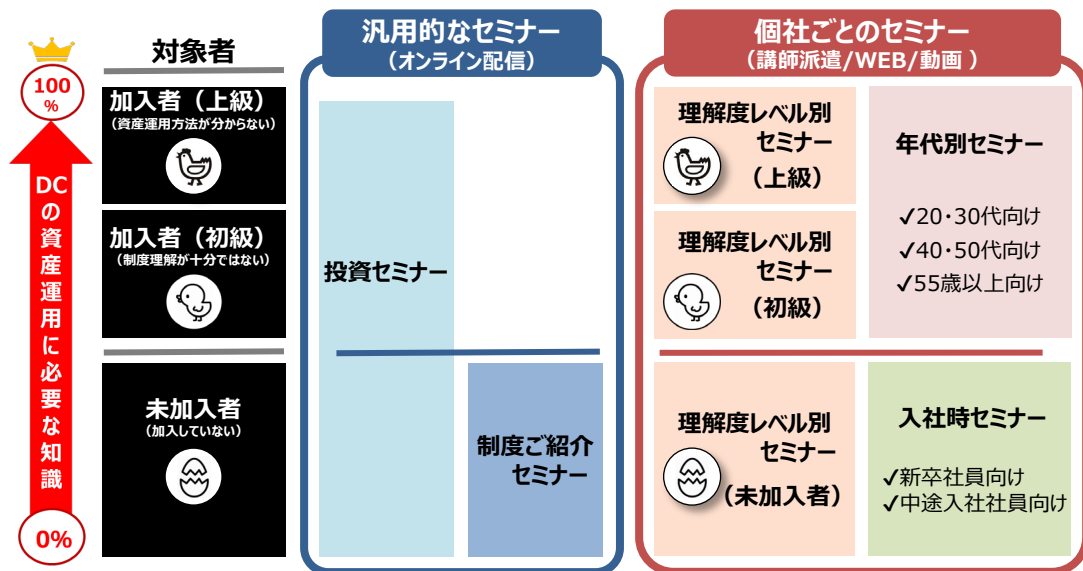 対象者
汎用的なセミナー
（オンライン配信）
個社ごとのセミナー
（講師派遣/WEB/動画 ）
100
%
DCの資産運用に必要な知識
0%
加入者（上級）
（資産運用方法が分からない）
加入者（初級）
（制度理解が十分ではない）
未加入者
（加入していない）
投資セミナー
制度ご紹介
セミナー
理解度レベル別
セミナー
（上級）
理解度レベル別
セミナー
（初級）
理解度レベル別
セミナー
（未加入者）
年代別セミナー
✓20・30代向け
✓40・50代向け
✓55歳以上向け
入社時セミナー
✓新卒社員向け
✓中途入社社員向け